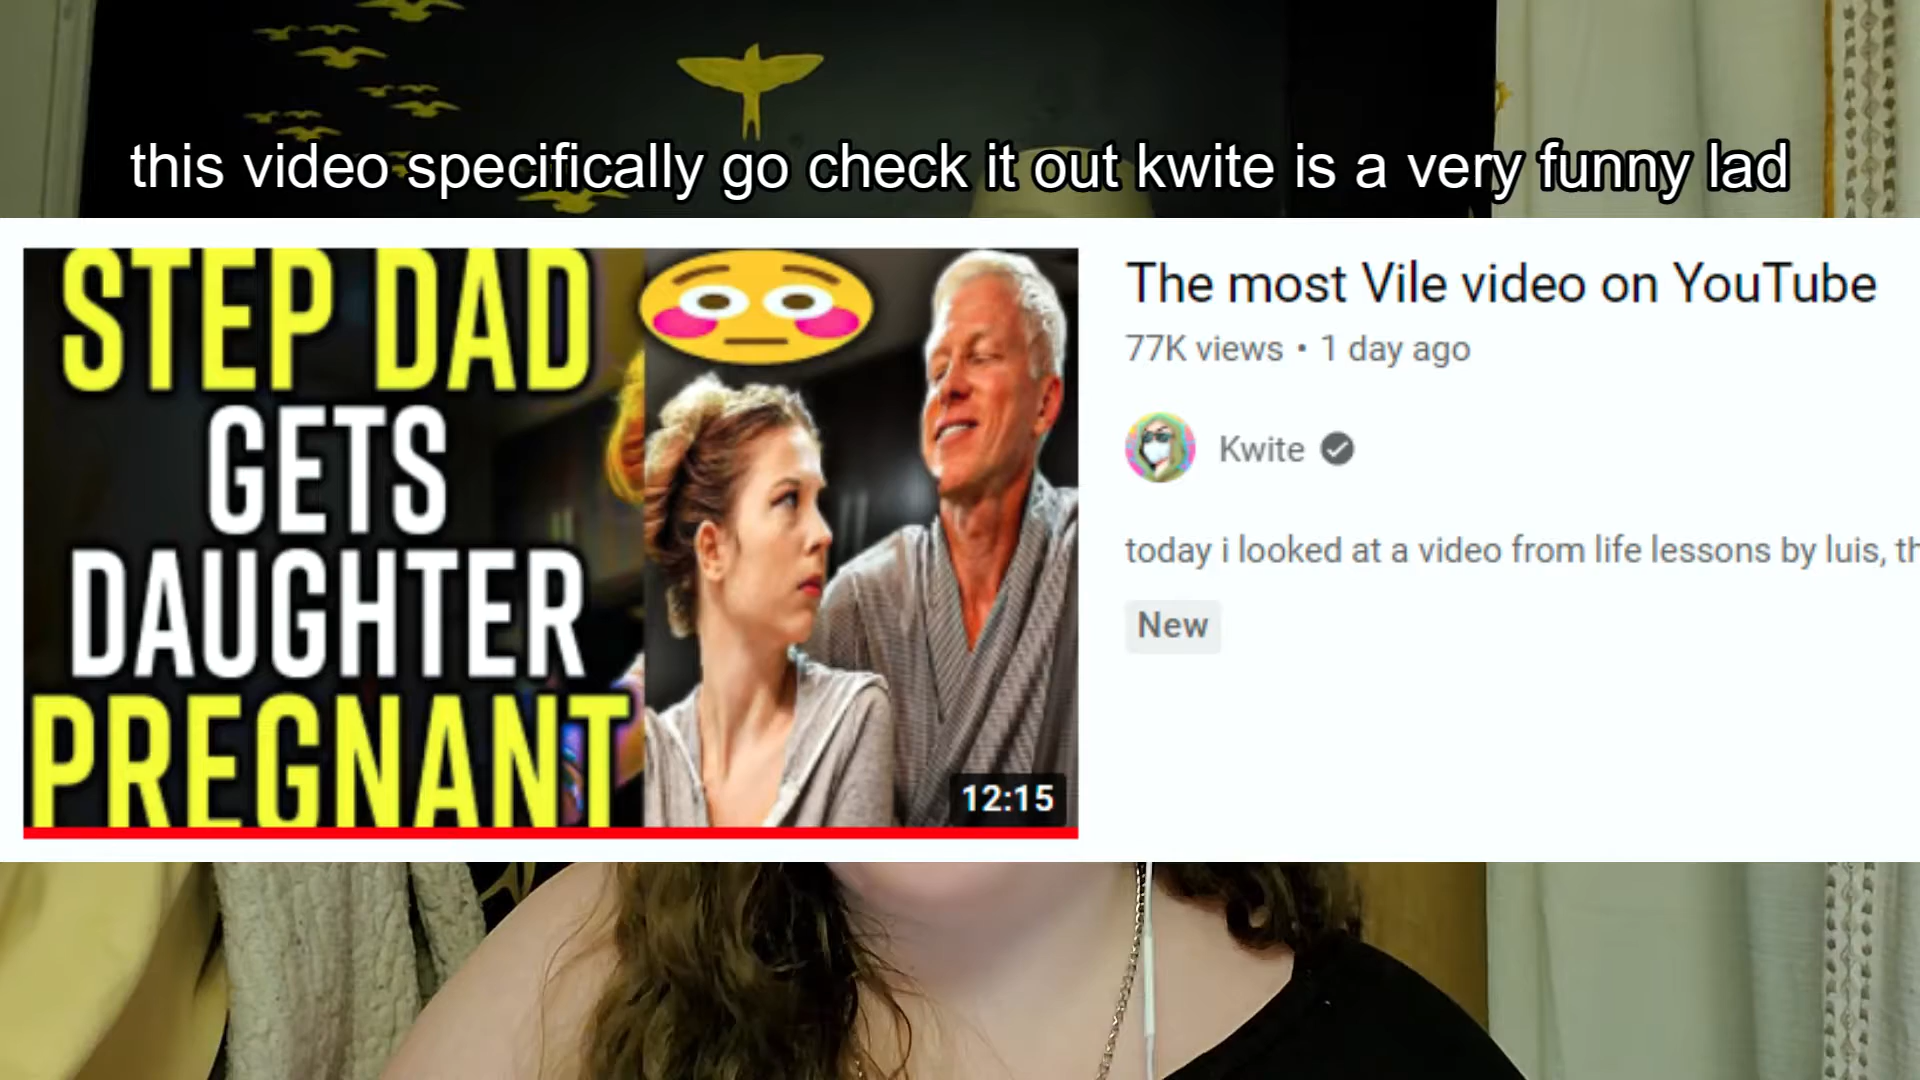 this video specifically go check it out kwite is a very funny lad
STEP DAD
GETS
DAUGHTER
PREGNANT
12:15
The most Vile video on YouTube
77K views • 1 day ago
Kwite
today i looked at a video from life lessons by luis, th
New